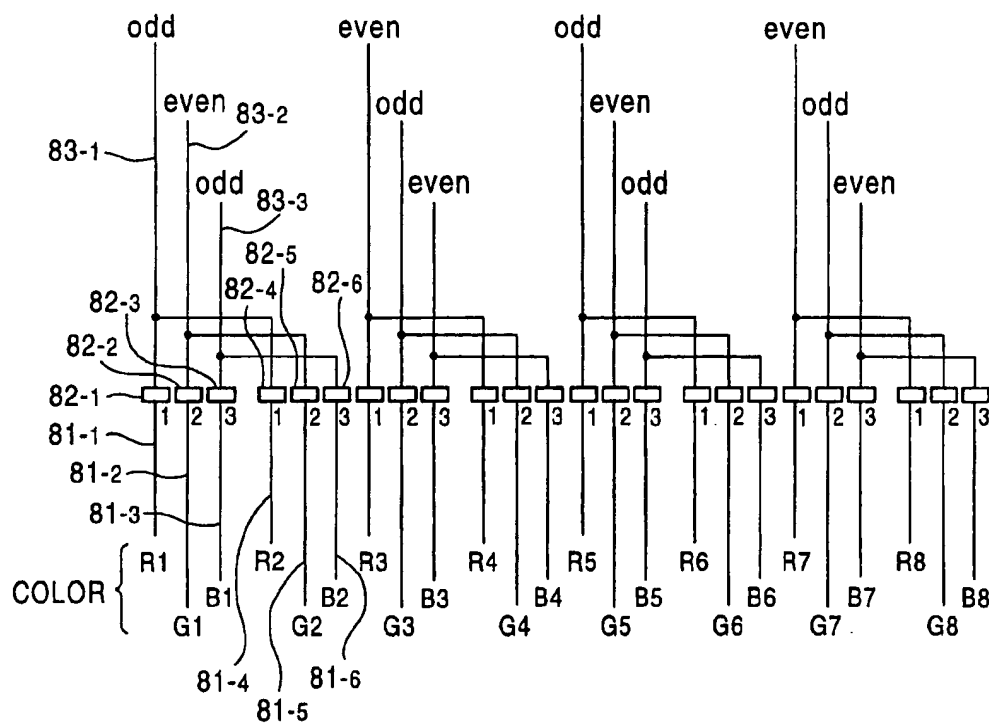 odd even odd even
even 83-2 odd even odd
83-1
odd even odd even
83-3
82-5
82-3 82-4 82-6
82-2
82-1
1 2 3 1 2 3 1 2 3 1 2 3 1 2 3 1 2 3 1 2 3 1 2 3
81-1
81-2
81-3
R1 R2 R3 R4 R5 R6 R7 R8
COLOR { B1 B2 B3 B4 B5 B6 B7 B8
G1 G2 G3 G4 G5 G6 G7 G8
81-4 81-6
81-5